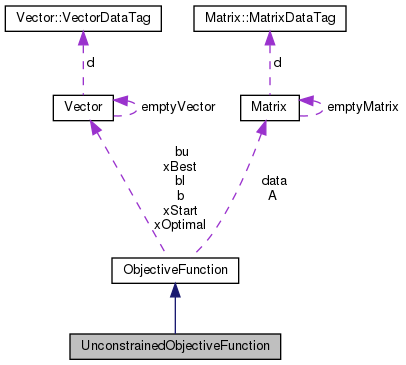 Vector::VectorDataTag
Matrix::MatrixDataTag
d
d
Vector
emptyVector
Matrix
emptyMatrix
bu
xBest
bl
b
xStart
xOptimal
data
A
ObjectiveFunction
UnconstrainedObjectiveFunction